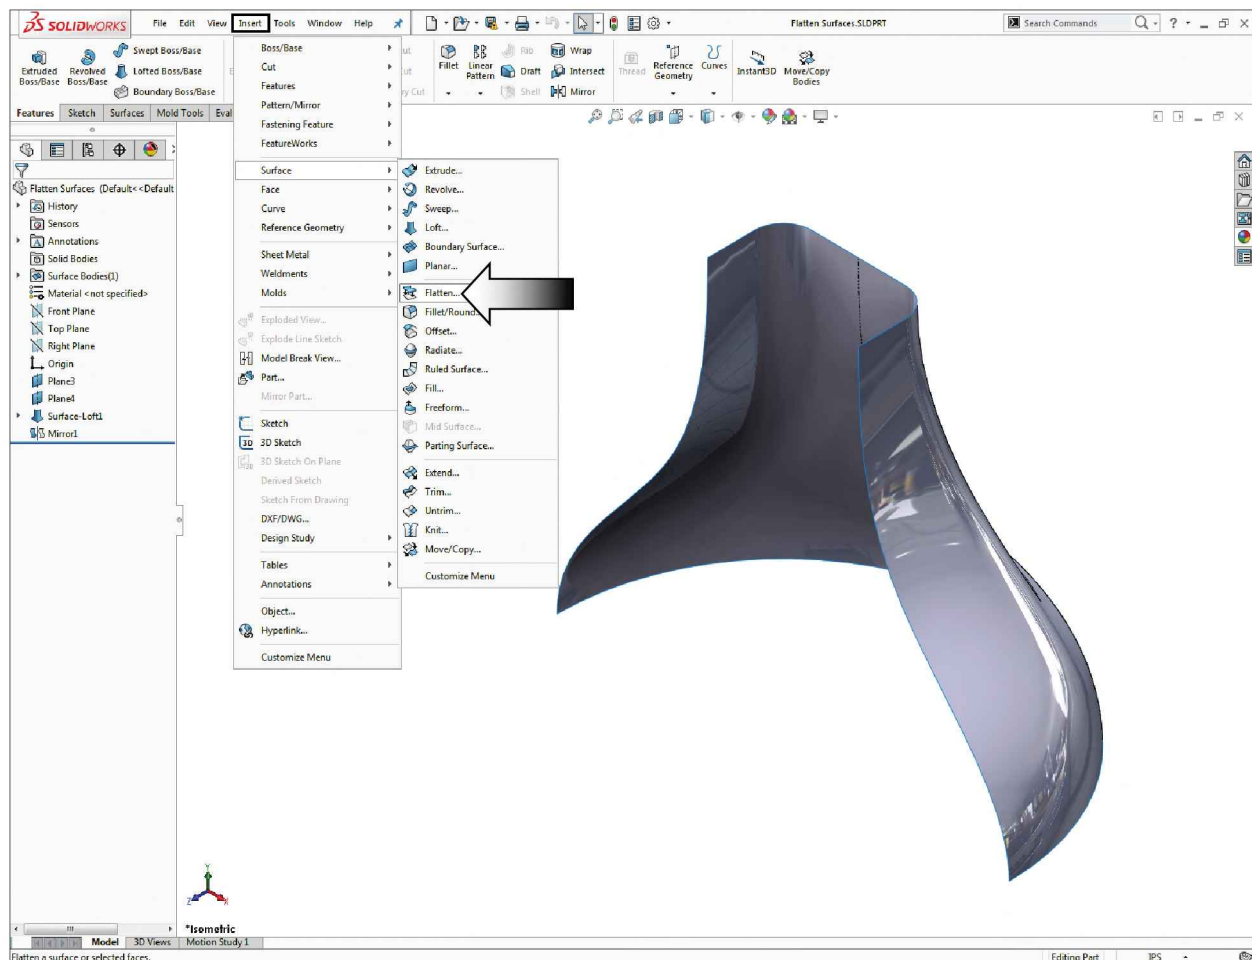 SOLIDWORKS
File Edit View Insert Tools Window Help
Flatten Surfaces.SLDPRT
Search Commands
Extruded Boss/Base
Revolved Boss/Base
Swept Boss/Base
Lofted Boss/Base
Boundary Boss/Base
Fillet
Linear Pattern
Rib
Draft
Shell
Wrap
Intersect
Mirror
Thread
Reference Geometry
Curves
Instant3D
Move/Copy Bodies
Features Sketch Surfaces Mold Tools Eval
Flatten Surfaces (Default<<Default
History
Sensors
Annotations
Solid Bodies
Surface Bodies(1)
Material <not specified>
Front Plane
Top Plane
Right Plane
Origin
Plane3
Plane4
Surface-Loft1
Mirror1
Boss/Base
Cut
Features
Pattern/Mirror
Fastening Feature
FeatureWorks
Surface
Face
Curve
Reference Geometry
Sheet Metal
Weldments
Molds
Exploded View...
Explode Line Sketch
Model Break View...
Part...
Mirror Part...
Sketch
3D Sketch
3D Sketch On Plane
Derived Sketch
Sketch From Drawing
DXF/DWG...
Design Study
Tables
Annotations
Object...
Hyperlink...
Customize Menu
Extrude...
Revolve...
Sweep...
Loft...
Boundary Surface...
Planar...
Flatten...
Fillet/Round...
Offset...
Radiate...
Ruled Surface...
Fill...
Freeform...
Mid Surface...
Parting Surface...
Extend...
Trim...
Untrim...
Knit...
Move/Copy...
Customize Menu
Y
Z X
*Isometric
Model 3D Views Motion Study 1
Flatten a surface or selected faces.
Editing Part IPS